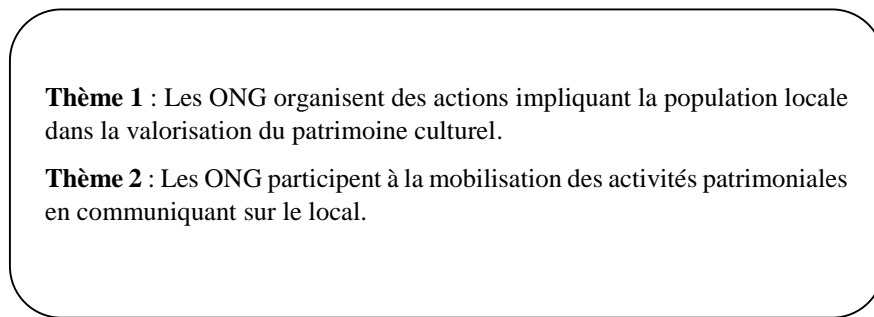 Thème 1 : Les ONG organisent des actions impliquant la population locale
dans la valorisation du patrimoine culturel.
Thème 2 : Les ONG participent à la mobilisation des activités patrimoniales
en communiquant sur le local.